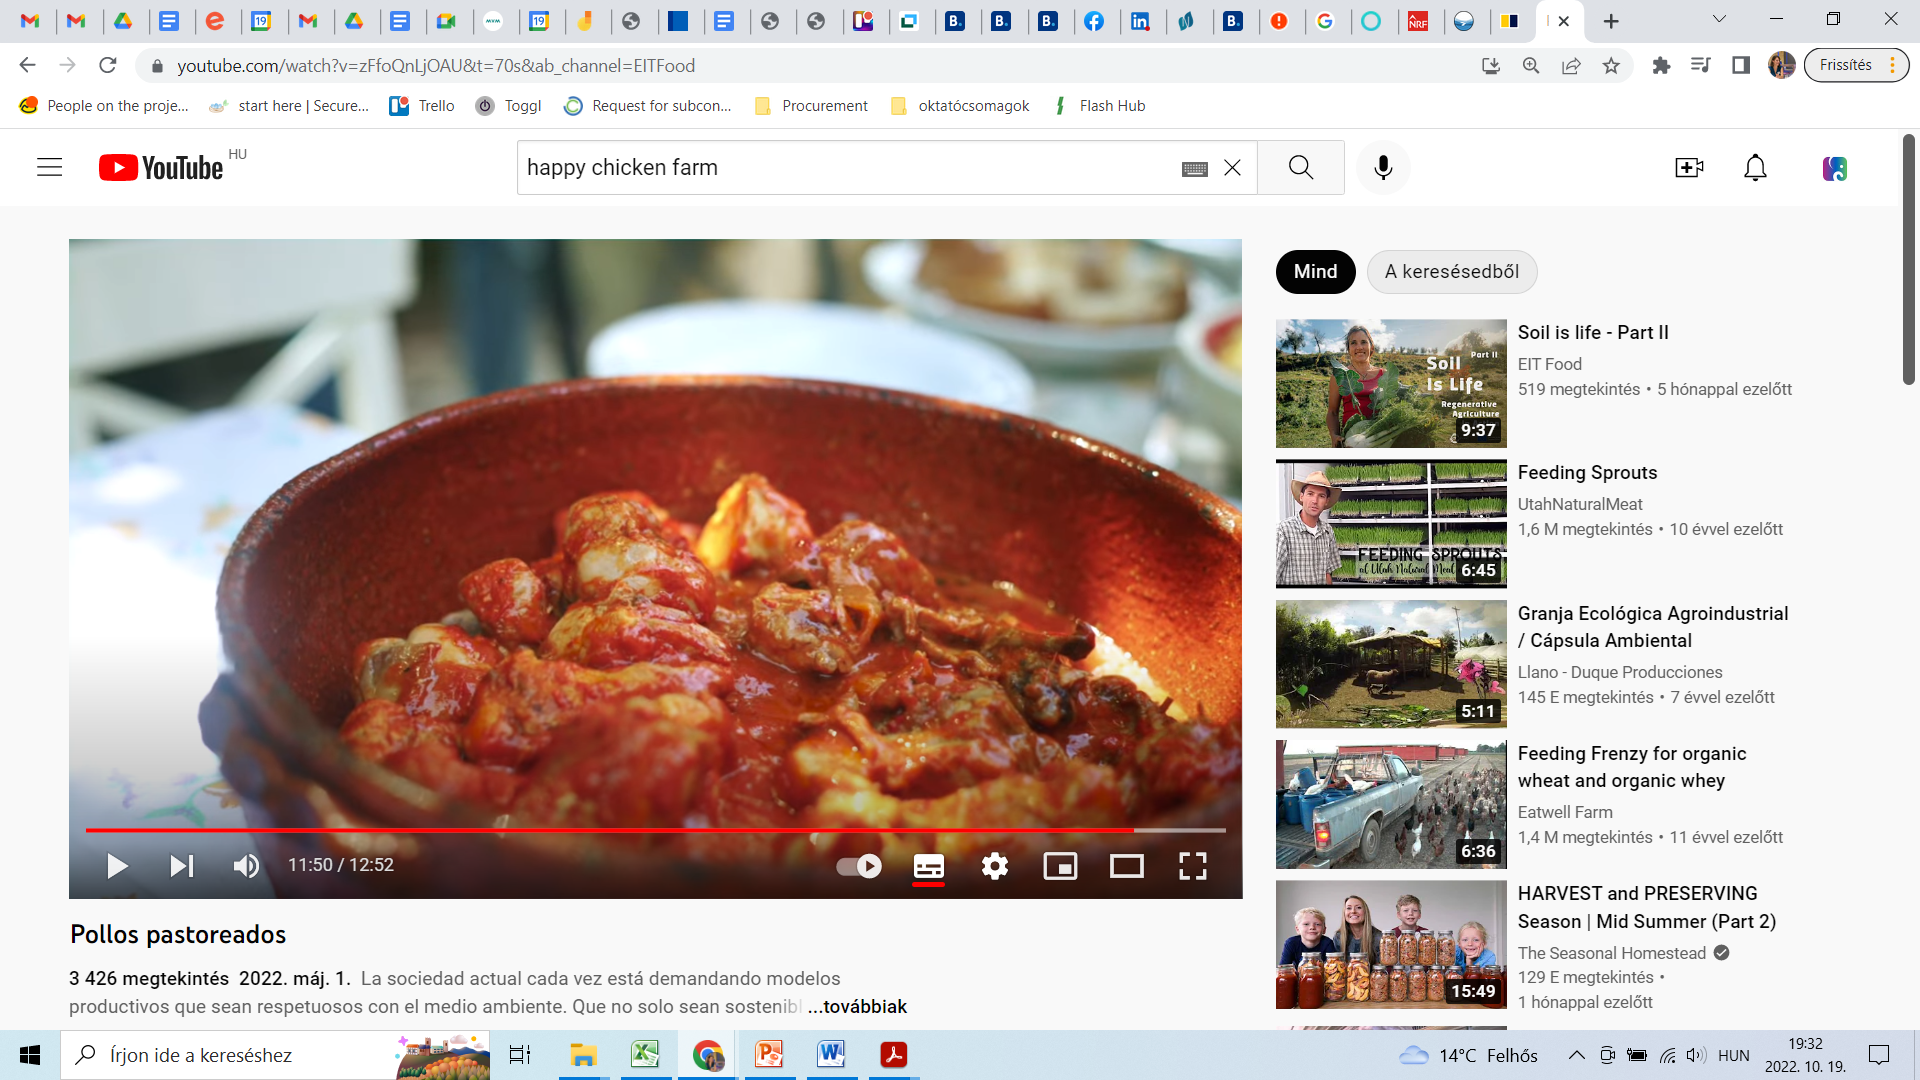 youtube.com/watch?v=zFfoQnLjOAU&t=70s&ab_channel=EITFood
Frissítés
People on the proje...
start here | Secure...
Trello
Toggl
Request for subcon...
Procurement
oktatócsomagok
Flash Hub
YouTube HU
happy chicken farm
Mind
A keresésedből
Soil is life - Part II
EIT Food
519 megtekintés • 5 hónappal ezelőtt
Part II
Soil
Is Life
Regenerative
Agriculture
9:37
Feeding Sprouts
UtahNaturalMeat
1,6 M megtekintés • 10 évvel ezelőtt
FEEDING SPROUTS
at Utah Natural Meat
6:45
Granja Ecológica Agroindustrial
/ Cápsula Ambiental
Llano - Duque Producciones
145 E megtekintés • 7 évvel ezelőtt
5:11
Feeding Frenzy for organic
wheat and organic whey
Eatwell Farm
1,4 M megtekintés • 11 évvel ezelőtt
6:36
HARVEST and PRESERVING
Season | Mid Summer (Part 2)
The Seasonal Homestead
129 E megtekintés •
1 hónappal ezelőtt
15:49
11:50 / 12:52
Pollos pastoreados
3 426 megtekintés 2022. máj. 1. La sociedad actual cada vez está demandando modelos
productivos que sean respetuosos con el medio ambiente. Que no solo sean sostenibl ...továbbiak
Írjon ide a kereséshez
14°C Felhős
HUN
19:32
2022. 10. 19.